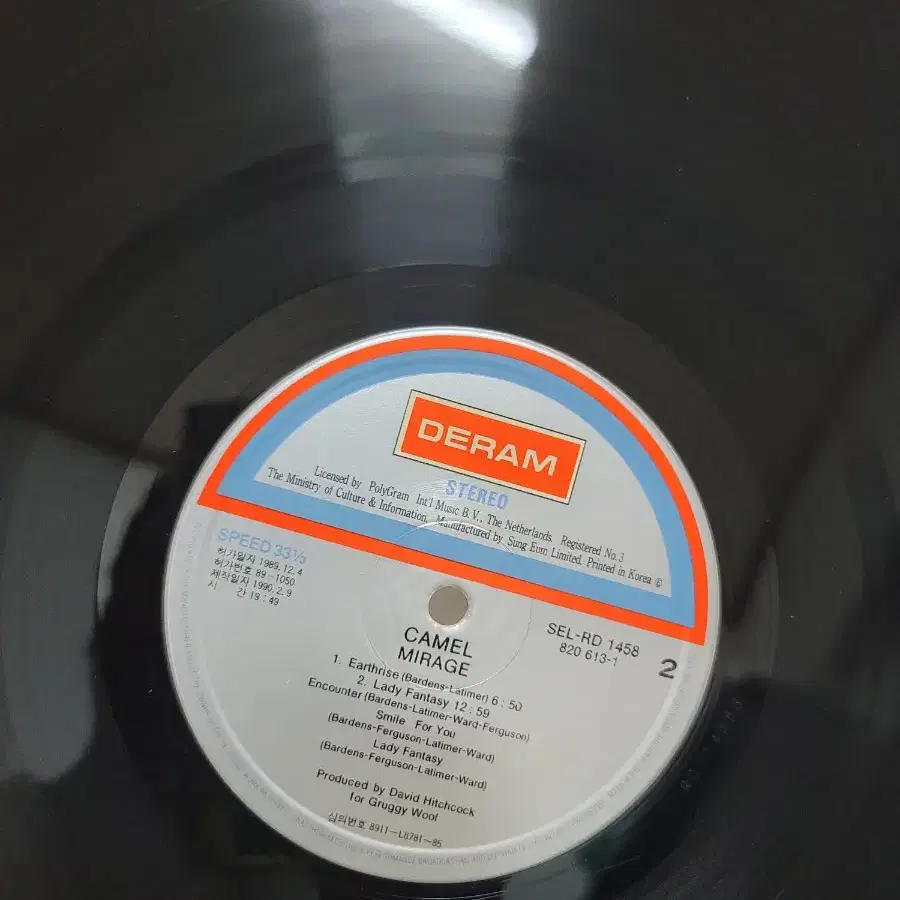 DERAM
STEREO
Licensed by PolyGram Int'l Music B.V., The Netherlands. Registered No.3
The Ministry of Culture & Information. Manufactured by Sung Eum Limited. Printed in Korea ©
SPEED 33 1/3
허가일자 1989.12.4
허가번호 89-1050
제작일자 1990.2.9
시 간 19:49
SEL-RD 1458
820 613-1
2
CAMEL
MIRAGE
1. Earthrise (Bardens-Latimer) 6:50
2. Lady Fantasy 12:59
Encounter (Bardens-Latimer-Ward-Ferguson)
Smile For You
(Bardens-Ferguson-Latimer-Ward)
Lady Fantasy
(Bardens-Ferguson-Latimer-Ward)
Produced by David Hitchcock
for Gruggy Woof
심의번호 8911-L8781-85